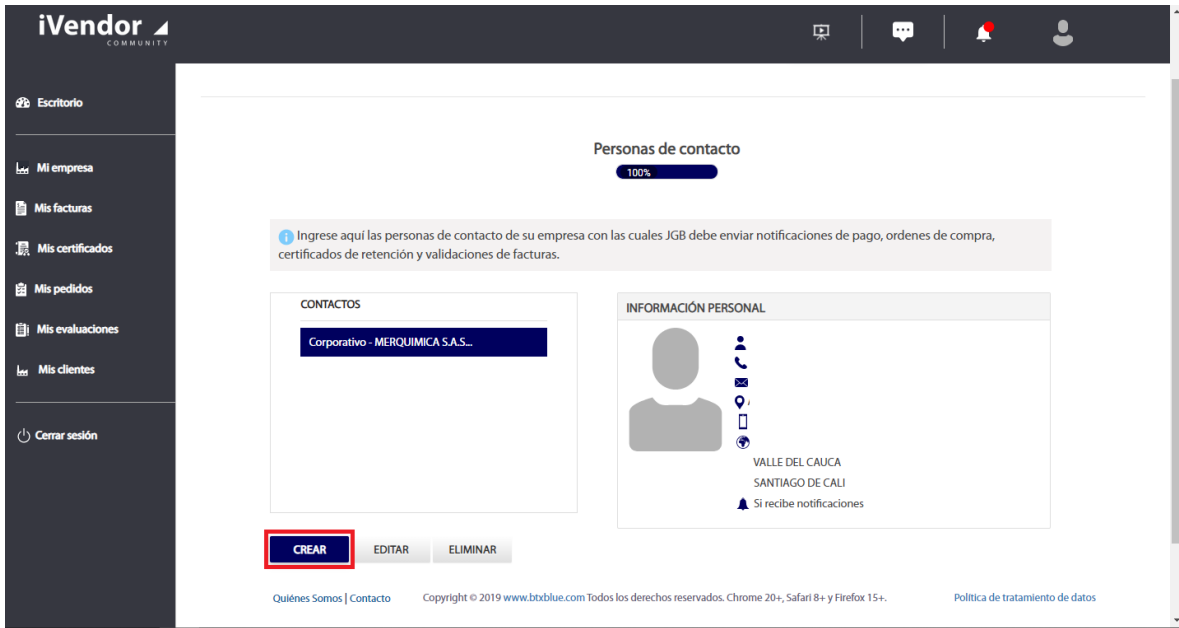 iVendor
COMMUNITY
Escritorio
Mi empresa
Mis facturas
Mis certificados
Mis pedidos
Mis evaluaciones
Mis clientes
Cerrar sesión
Personas de contacto
100%
Ingrese aquí las personas de contacto de su empresa con las cuales JGB debe enviar notificaciones de pago, ordenes de compra,
certificados de retención y validaciones de facturas.
CONTACTOS
Corporativo - MERQUIMICA S.A.S...
INFORMACIÓN PERSONAL
VALLE DEL CAUCA
SANTIAGO DE CALI
Si recibe notificaciones
CREAR EDITAR ELIMINAR
Quiénes Somos | Contacto Copyright © 2019 www.btxblue.com Todos los derechos reservados. Chrome 20+, Safari 8+ y Firefox 15+. Política de tratamiento de datos